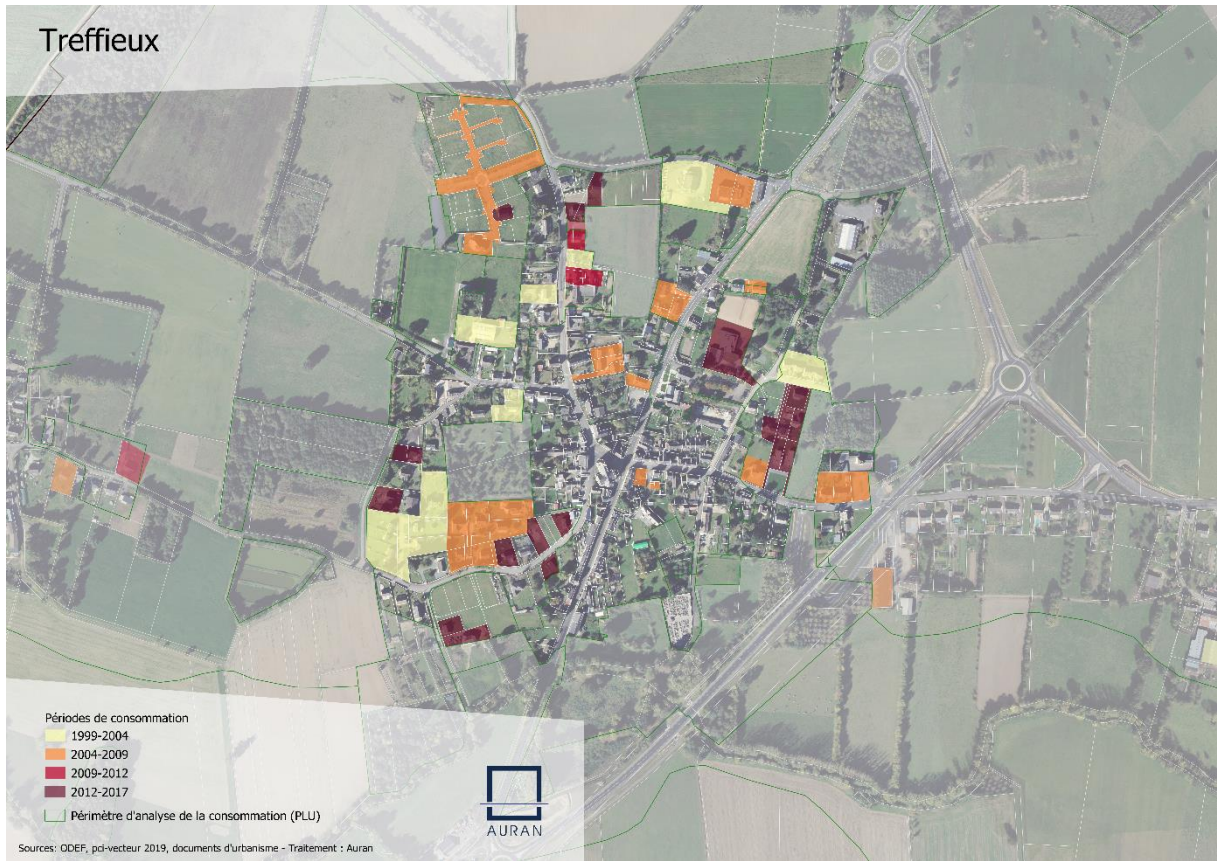 Treffieux
Périodes de consommation
1999-2004
2004-2009
2009-2012
2012-2017
Périmètre d'analyse de la consommation (PLU)
AURAN
Sources: ODEF, pci-vecteur 2019, documents d'urbanisme - Traitement : Auran